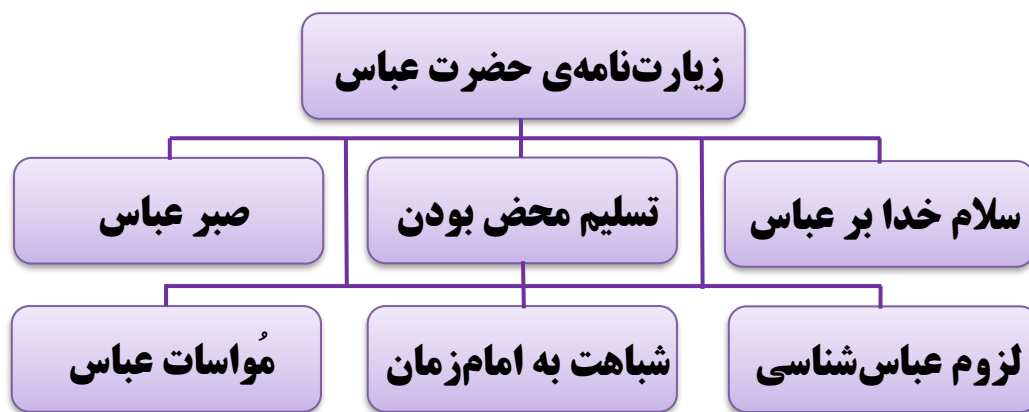 زیارت‌نامه‌ی حضرت عباس
سلام خدا بر عباس
تسلیم محض بودن
صبر عباس
لزوم عباس‌شناسی
شباهت به امام‌زمان
مُواسات عباس